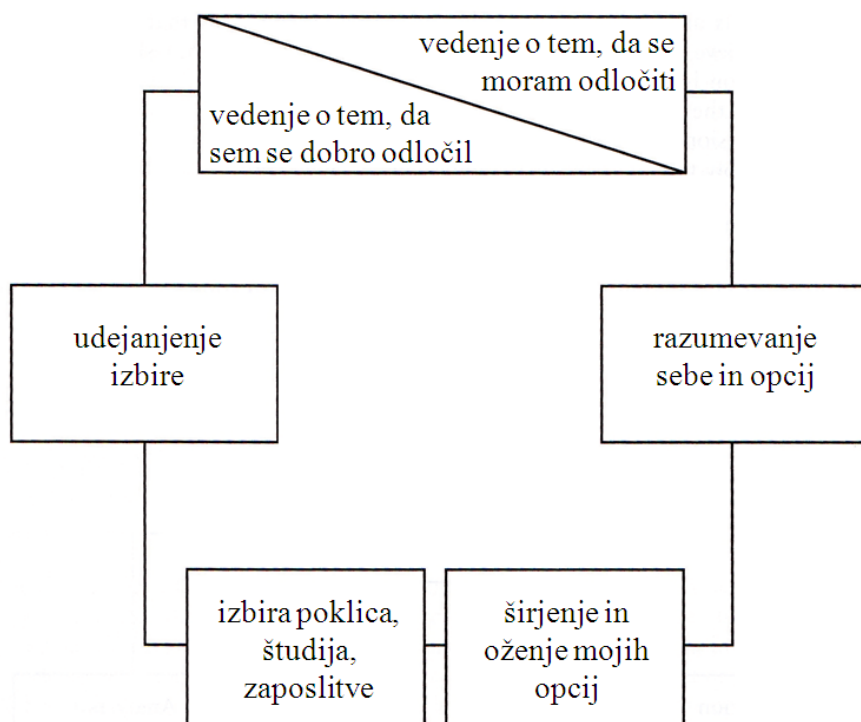 vedenje o tem, da se
moram odločiti
vedenje o tem, da
sem se dobro odločil
udejanjenje
izbire
razumevanje
sebe in opcij
izbira poklica,
študija,
zaposlitve
širjenje in
oženje mojih
opcij